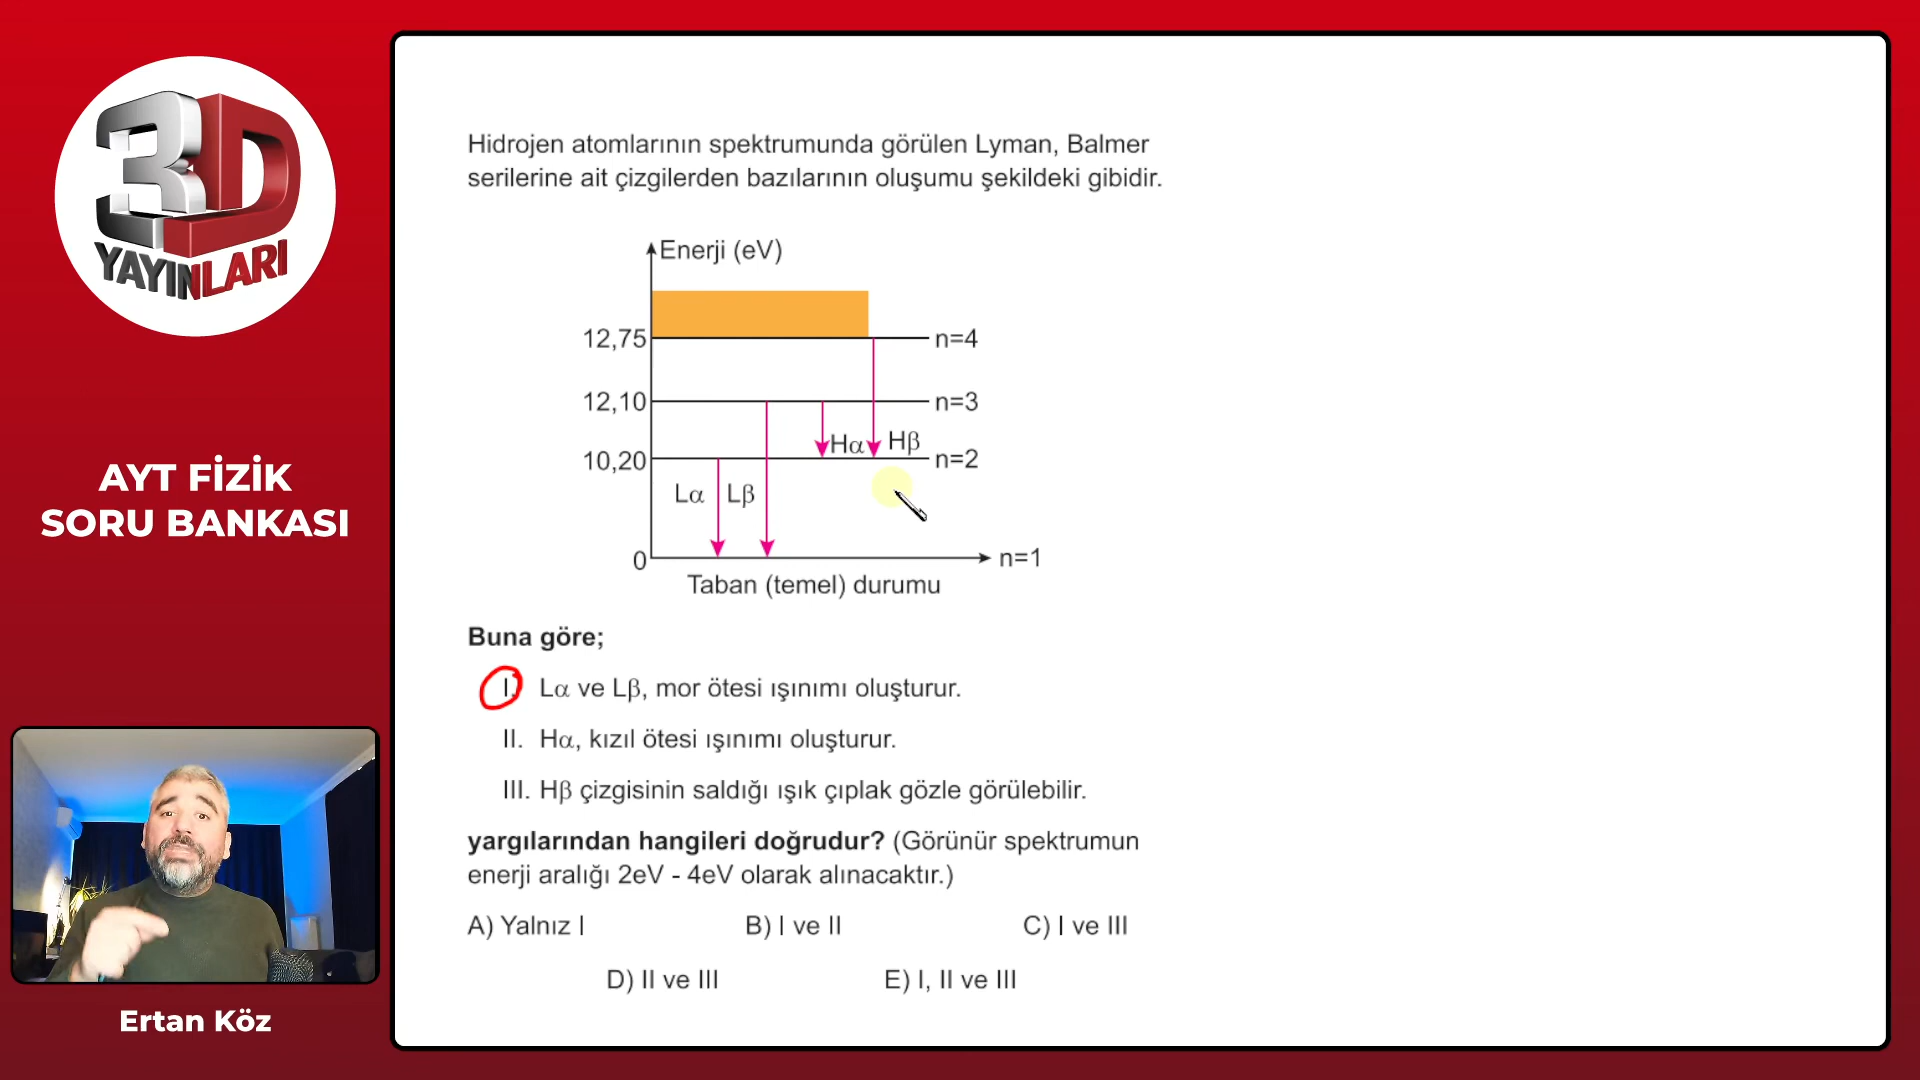 3D
YAYINLARI
AYT FİZİK
SORU BANKASI
Ertan Köz
Hidrojen atomlarının spektrumunda görülen Lyman, Balmer
serilerine ait çizgilerden bazılarının oluşumu şekildeki gibidir.
Enerji (eV)
12,75 n=4
12,10 n=3
Hα Hβ
10,20 n=2
Lα Lβ
0 n=1
Taban (temel) durumu
Buna göre;
I. Lα ve Lβ, mor ötesi ışınımı oluşturur.
II. Hα, kızıl ötesi ışınımı oluşturur.
III. Hβ çizgisinin saldığı ışık çıplak gözle görülebilir.
yargılarından hangileri doğrudur? (Görünür spektrumun
enerji aralığı 2eV - 4eV olarak alınacaktır.)
A) Yalnız I B) I ve II C) I ve III
D) II ve III E) I, II ve III